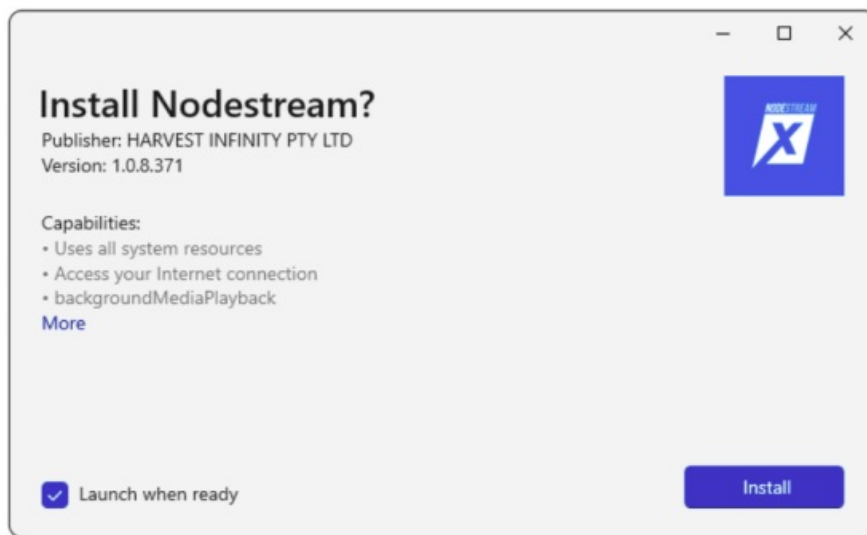 Install Nodestream?
Publisher: HARVEST INFINITY PTY LTD
Version: 1.0.8.371
NODESTREAM
X
Capabilities:
• Uses all system resources
• Access your Internet connection
• backgroundMediaPlayback
More
Launch when ready
Install